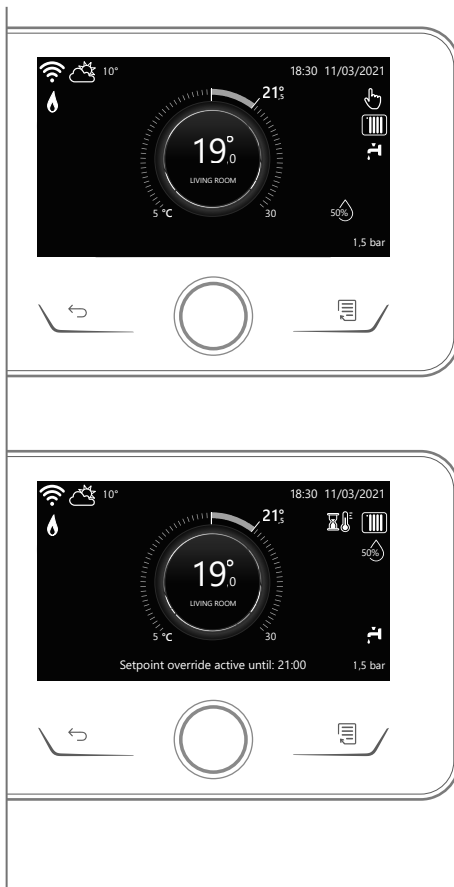 10° 18:30 11/03/2021
21°,5
19°,0
LIVING ROOM
5 °C 30
50%
1,5 bar
10° 18:30 11/03/2021
21°,5
50%
19°,0
LIVING ROOM
5 °C 30
Setpoint override active until: 21:00 1,5 bar